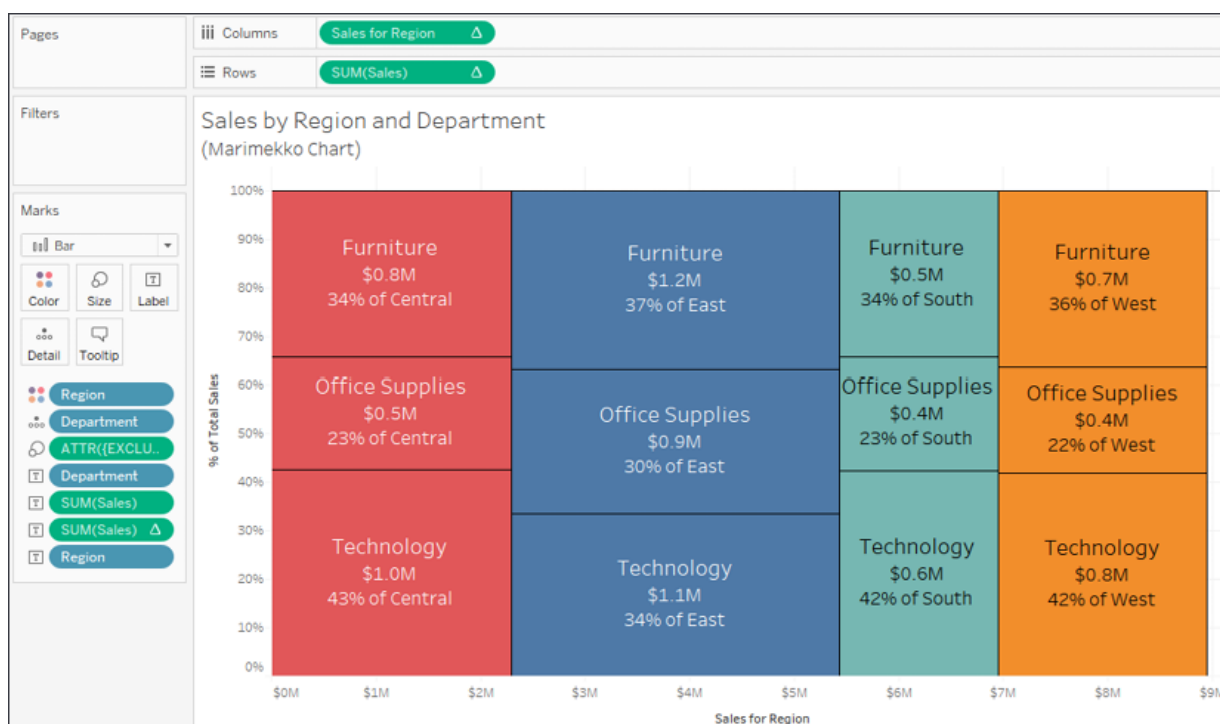 Pages
Columns
Sales for Region
Rows
SUM(Sales)
Filters
Sales by Region and Department
(Marimekko Chart)
Marks
Bar
Color
Size
Label
Detail
Tooltip
Region
Department
ATTR({EXCLU..
Department
SUM(Sales)
SUM(Sales)
Region
% of Total Sales
100%
90%
80%
70%
60%
50%
40%
30%
20%
10%
0%
Furniture
$0.8M
34% of Central
Office Supplies
$0.5M
23% of Central
Technology
$1.0M
43% of Central
Furniture
$1.2M
37% of East
Office Supplies
$0.9M
30% of East
Technology
$1.1M
34% of East
Furniture
$0.5M
34% of South
Office Supplies
$0.4M
23% of South
Technology
$0.6M
42% of South
Furniture
$0.7M
36% of West
Office Supplies
$0.4M
22% of West
Technology
$0.8M
42% of West
$0M
$1M
$2M
$3M
$4M
$5M
$6M
$7M
$8M
$9M
Sales for Region